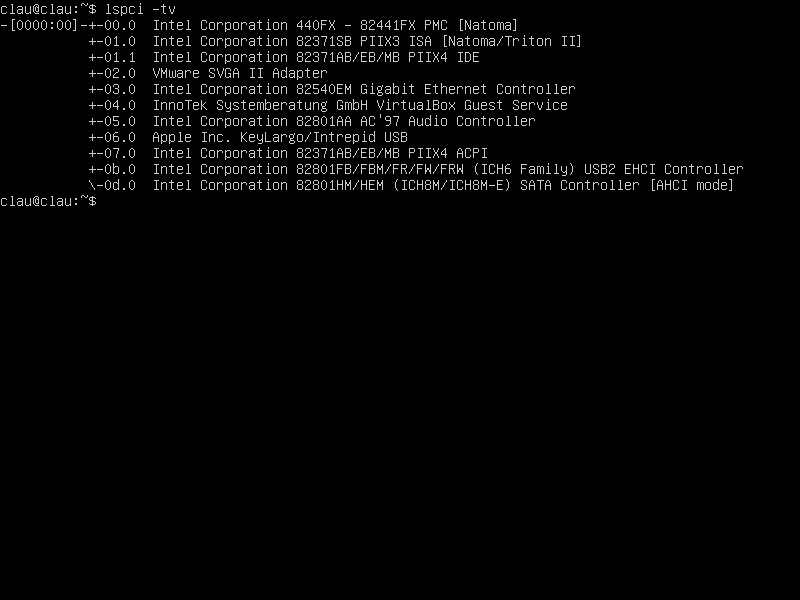 clau@clau:~$ lspci -tv
-[0000:00]-+-00.0  Intel Corporation 440FX - 82441FX PMC [Natoma]
           +-01.0  Intel Corporation 82371SB PIIX3 ISA [Natoma/Triton II]
           +-01.1  Intel Corporation 82371AB/EB/MB PIIX4 IDE
           +-02.0  VMware SVGA II Adapter
           +-03.0  Intel Corporation 82540EM Gigabit Ethernet Controller
           +-04.0  InnoTek Systemberatung GmbH VirtualBox Guest Service
           +-05.0  Intel Corporation 82801AA AC'97 Audio Controller
           +-06.0  Apple Inc. KeyLargo/Intrepid USB
           +-07.0  Intel Corporation 82371AB/EB/MB PIIX4 ACPI
           +-0b.0  Intel Corporation 82801FB/FBM/FR/FW/FRW (ICH6 Family) USB2 EHCI Controller
           \-0d.0  Intel Corporation 82801HM/HEM (ICH8M/ICH8M-E) SATA Controller [AHCI mode]
clau@clau:~$